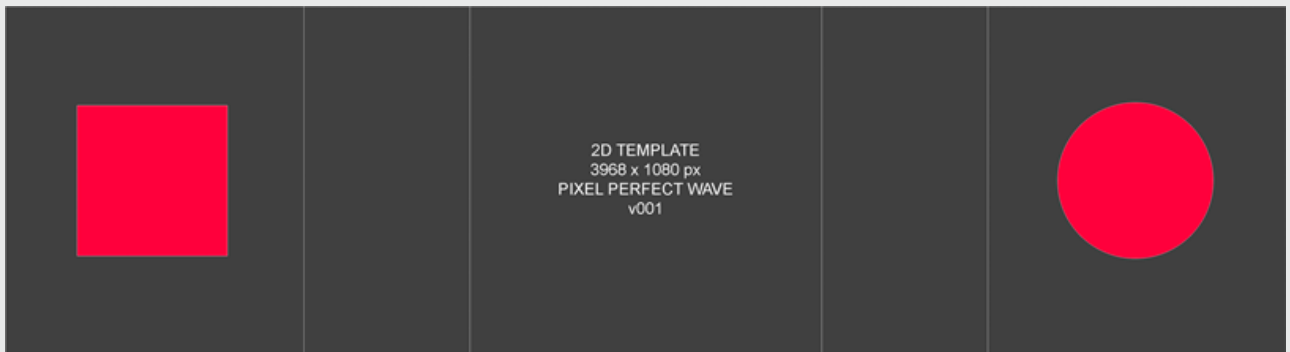 2D TEMPLATE
3968 x 1080 px
PIXEL PERFECT WAVE
v001